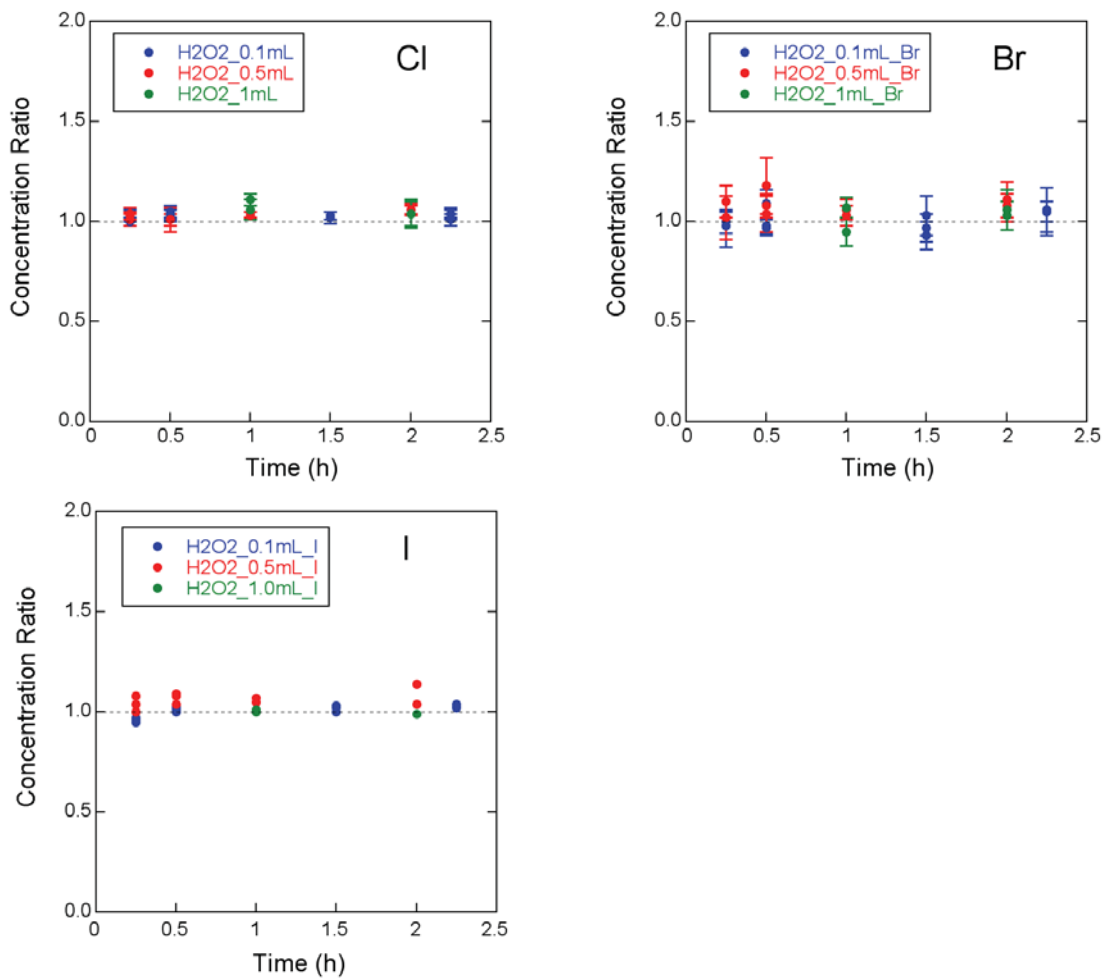 2.0
H2O2_0.1mL
H2O2_0.5mL
H2O2_1mL
Cl
1.5
1.0
0.5
0.0
Concentration Ratio
0 0.5 1 1.5 2 2.5
Time (h)
2.0
H2O2_0.1mL_Br
H2O2_0.5mL_Br
H2O2_1mL_Br
Br
1.5
1.0
0.5
0.0
Concentration Ratio
0 0.5 1 1.5 2 2.5
Time (h)
2.0
H2O2_0.1mL_I
H2O2_0.5mL_I
H2O2_1.0mL_I
I
1.5
1.0
0.5
0.0
Concentration Ratio
0 0.5 1 1.5 2 2.5
Time (h)